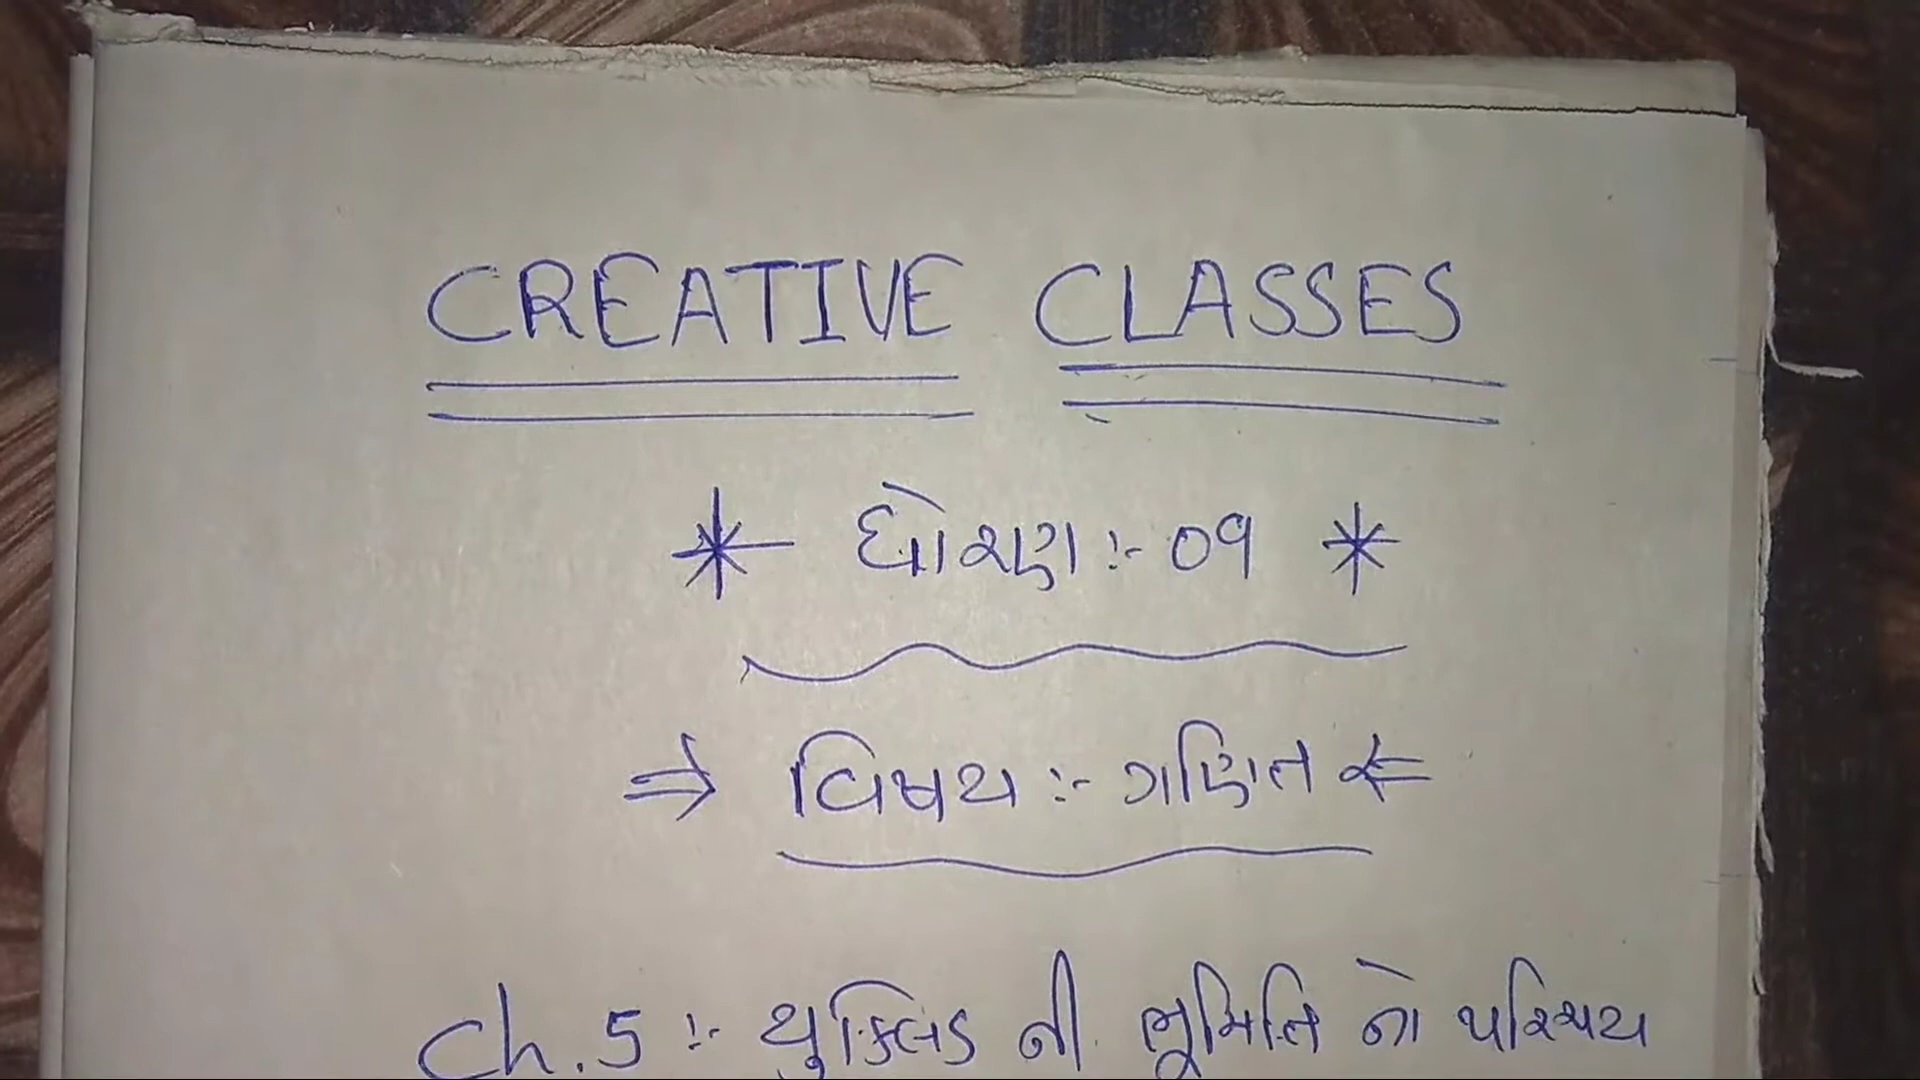 CREATIVE CLASSES
* ધોરણ :- 09 *
⇒ વિષય :- ગણિત ⇐
Ch. 5 :- યુક્લિડ ની ભૂમિતિ નો પરિચય